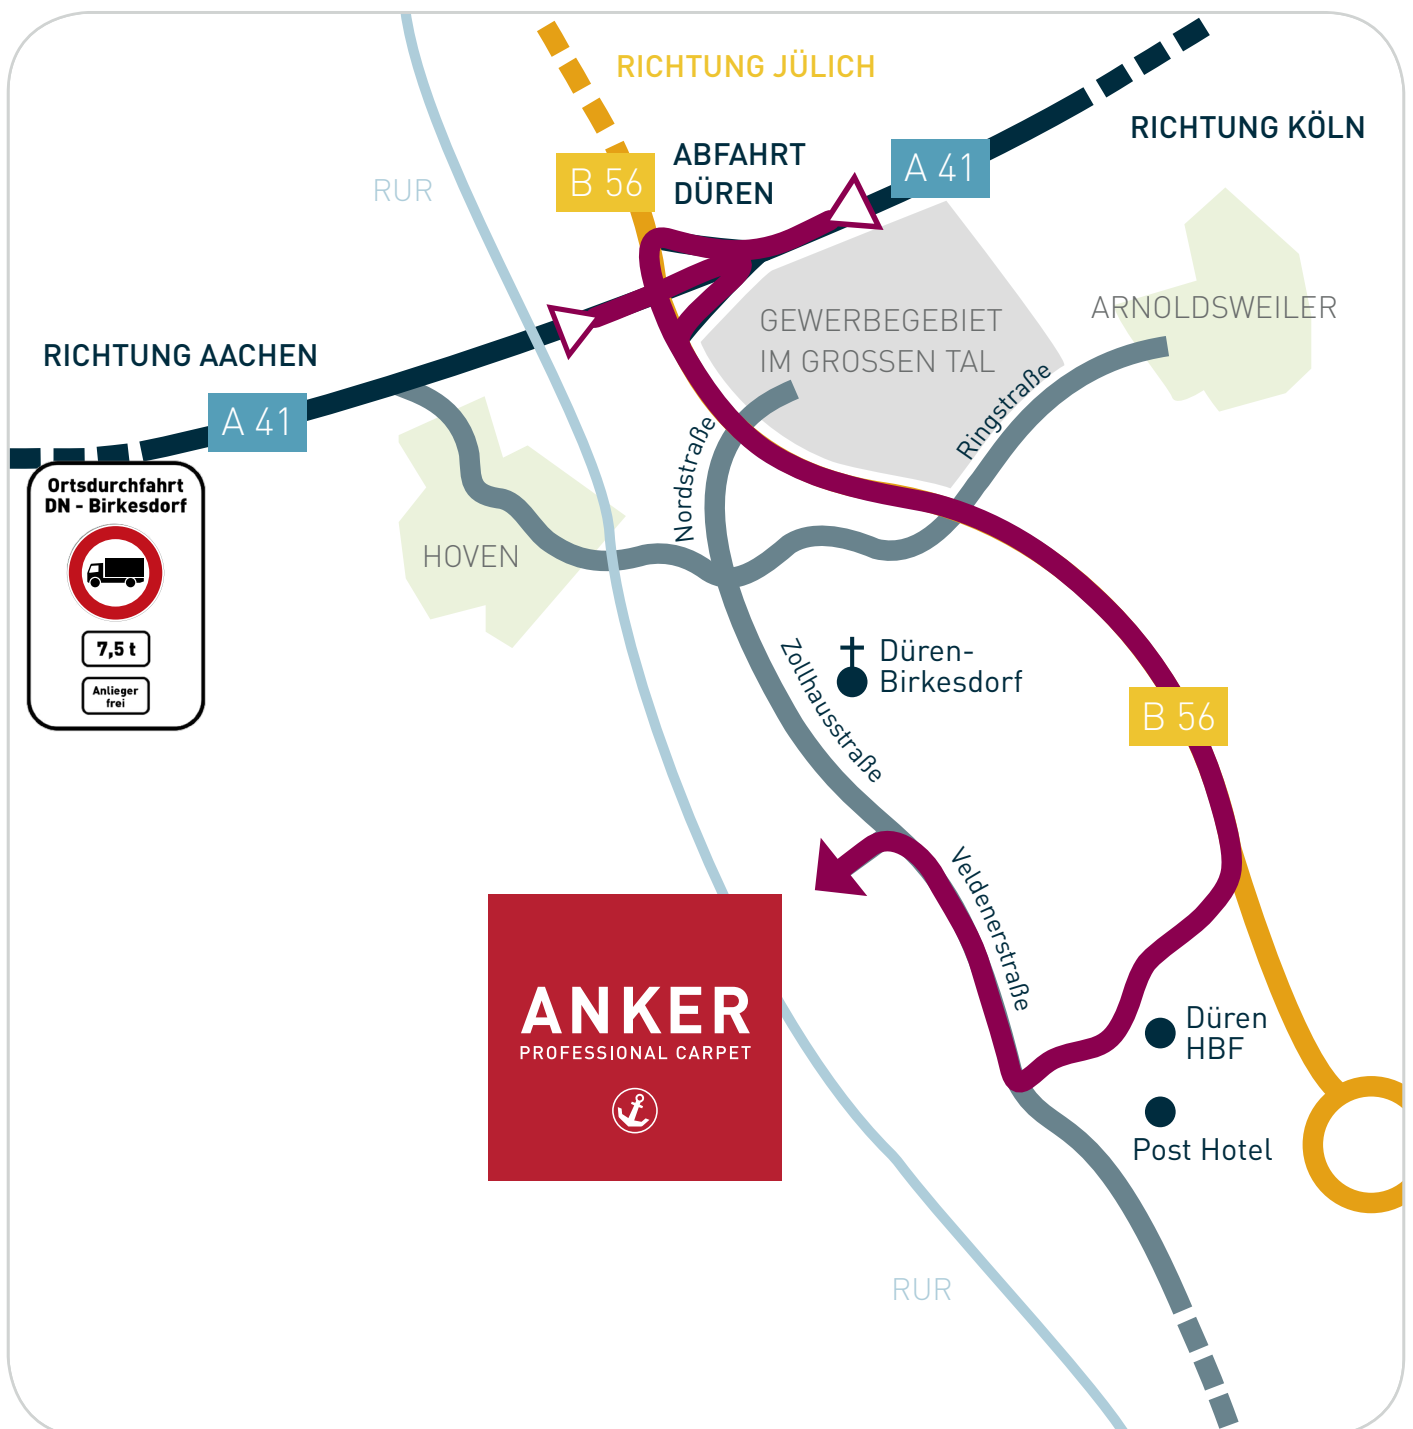 RICHTUNG JÜLICH
RICHTUNG KÖLN
ABFAHRT
DÜREN
A 41
B 56
RUR
ARNOLDSWEILER
GEWERBEGEBIET
IM GROSSEN TAL
RICHTUNG AACHEN
A 41
Ringstraße
Nordstraße
Ortsdurchfahrt
DN - Birkesdorf
7,5 t
Anlieger
frei
HOVEN
Düren-
Birkesdorf
Zollhausstraße
B 56
Veldenerstraße
ANKER
PROFESSIONAL CARPET
Düren
HBF
Post Hotel
RUR